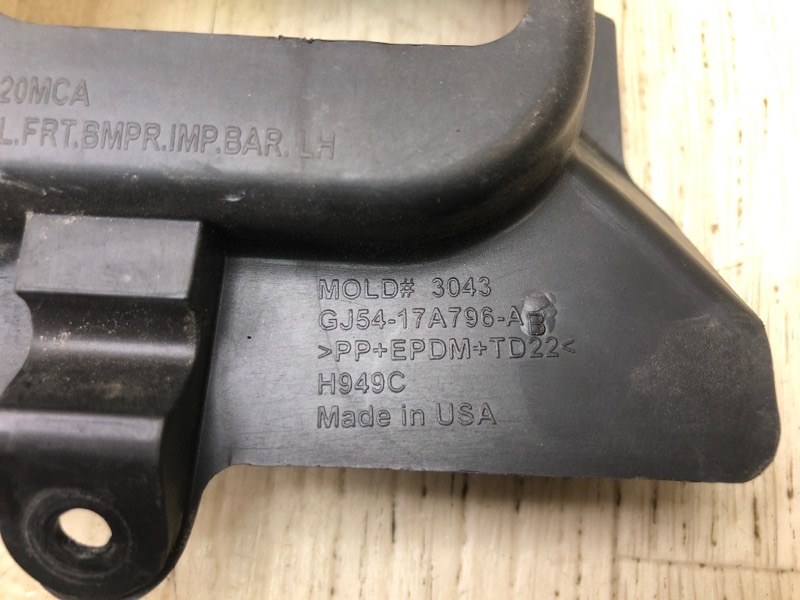 20MCA
L.FRT.BMPR.IMP.BAR. LH
MOLD# 3043
GJ54-17A796-AB
>PP+EPDM+TD22<
H949C
Made in USA